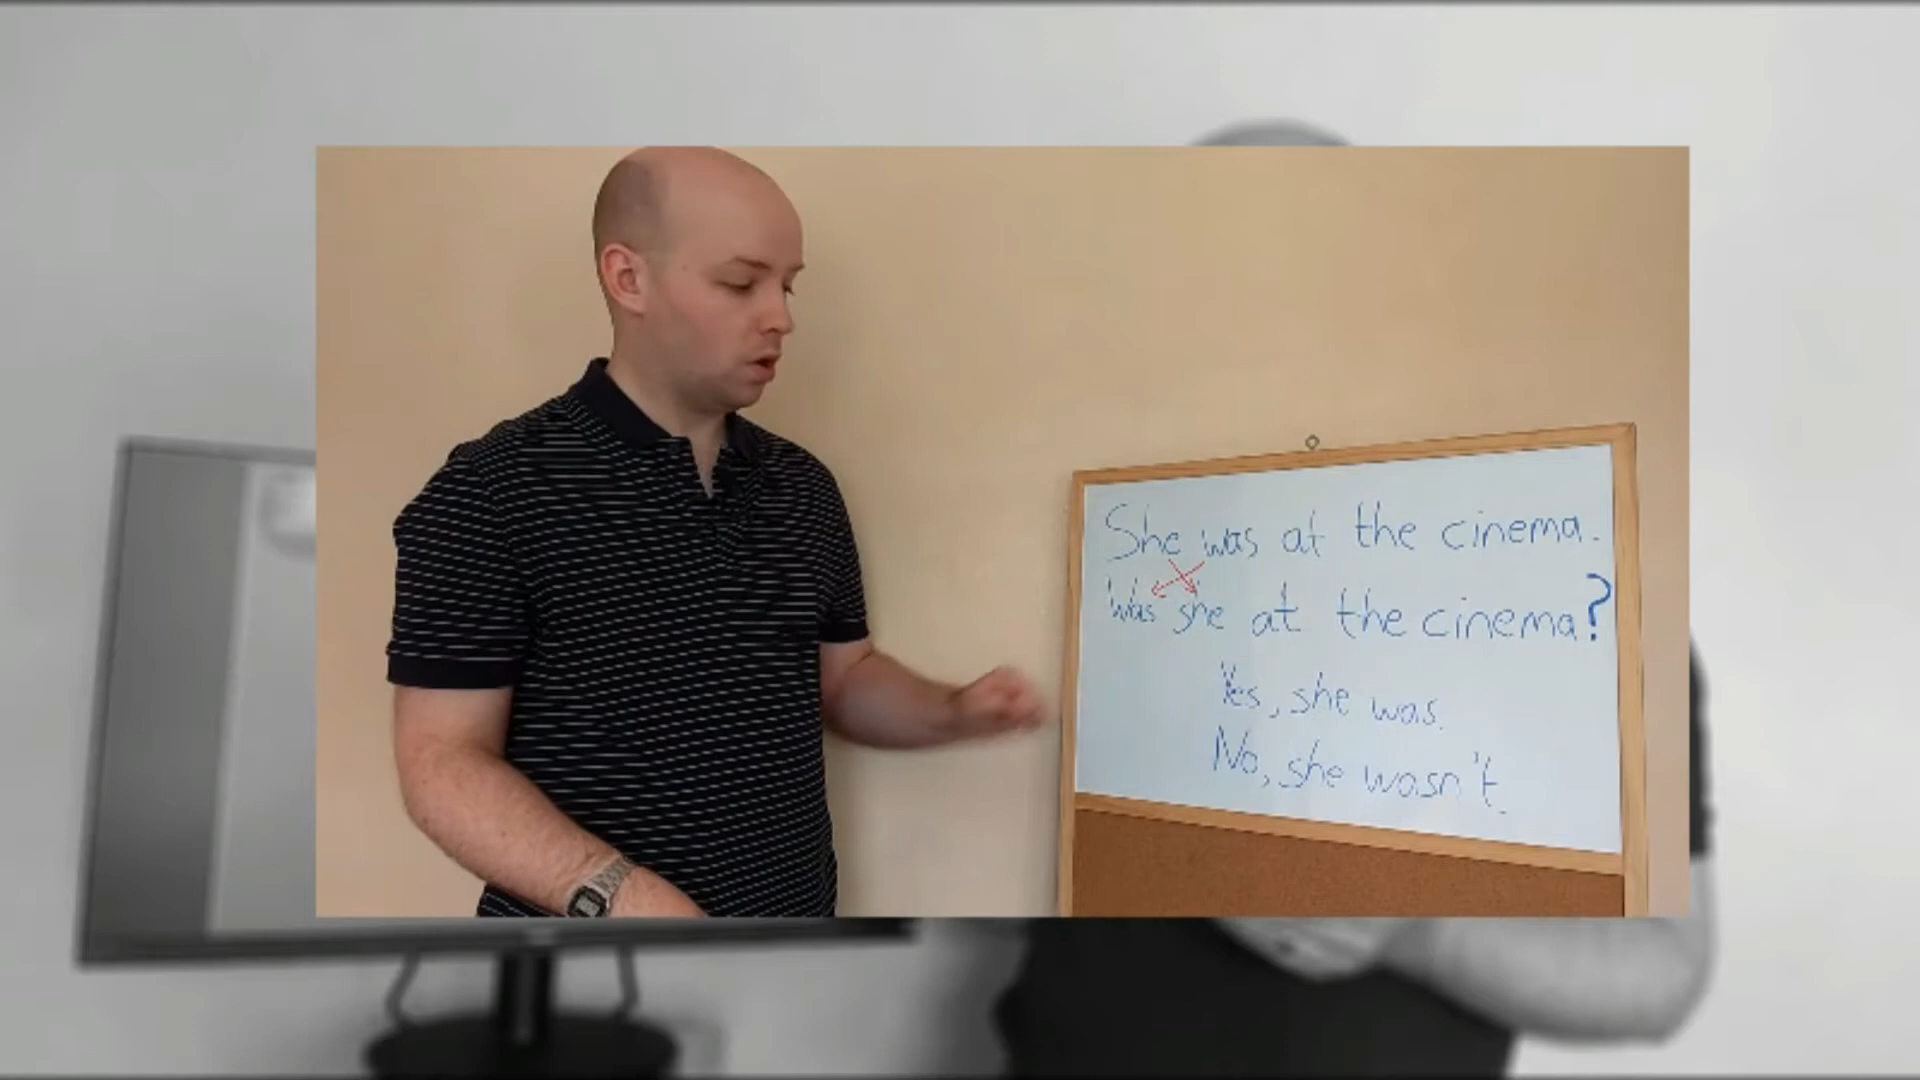 She was at the cinema.
Was she at the cinema?
Yes, she was.
No, she wasn't